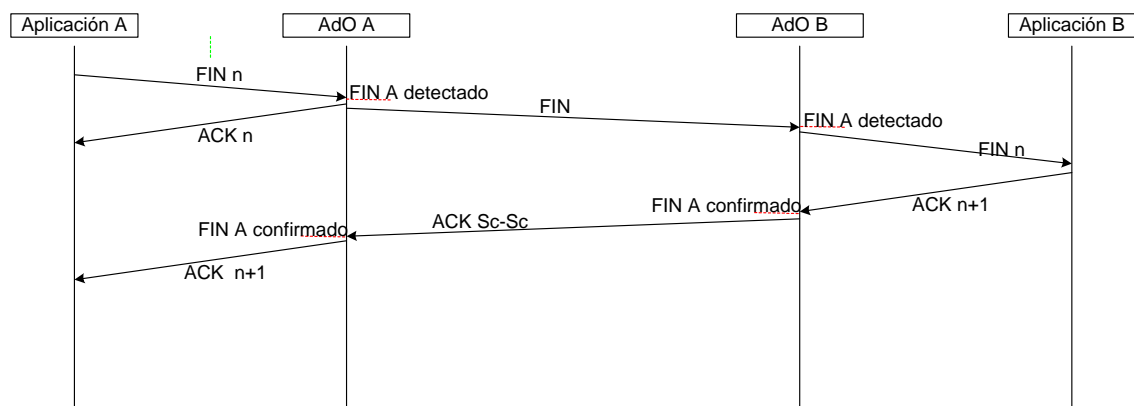 Aplicación A
AdO A
AdO B
Aplicación B
FIN n
FIN A detectado
FIN
ACK n
FIN A detectado
FIN n
FIN A confirmado
ACK n+1
ACK Sc-Sc
FIN A confirmado
ACK n+1